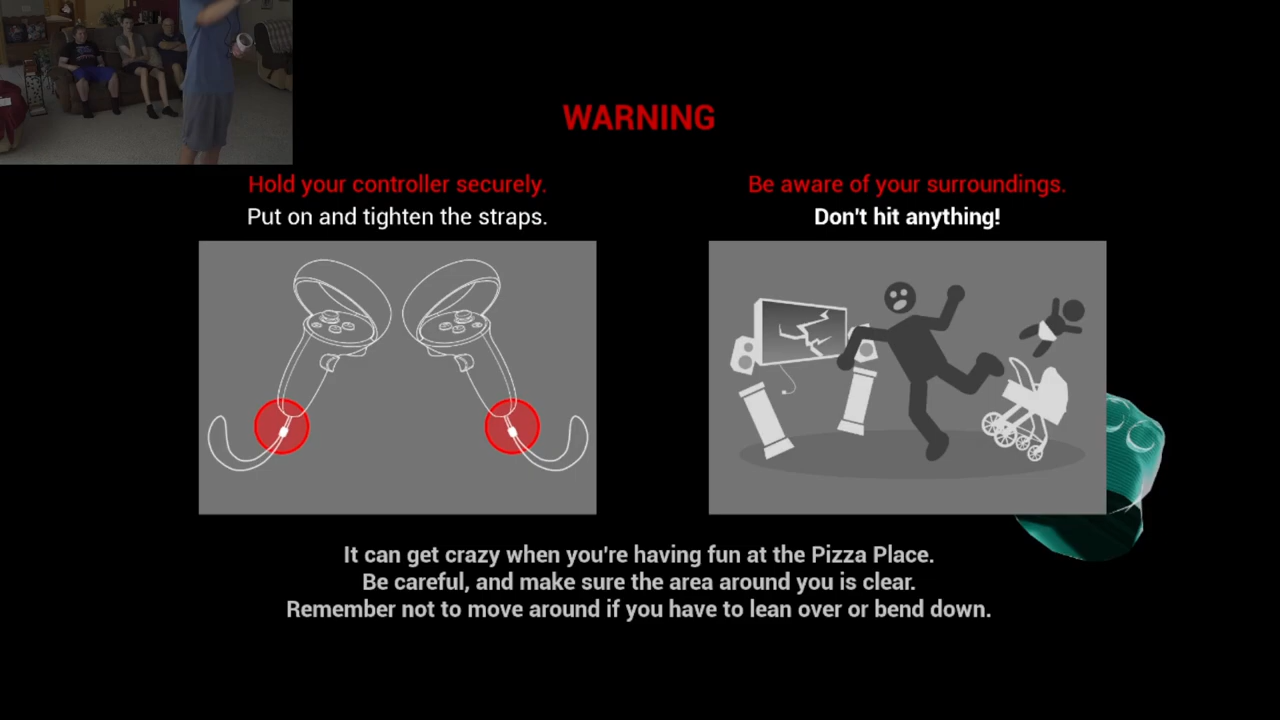 WARNING
Hold your controller securely.
Put on and tighten the straps.
Be aware of your surroundings.
Don't hit anything!
It can get crazy when you're having fun at the Pizza Place.
Be careful, and make sure the area around you is clear.
Remember not to move around if you have to lean over or bend down.